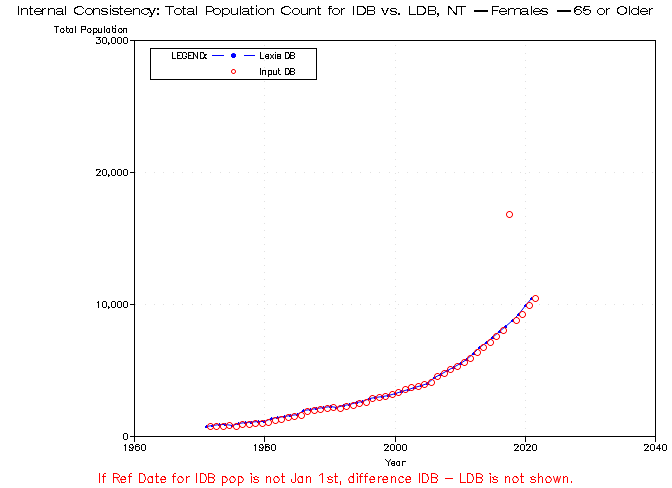 Internal Consistency: Total Population Count for IDB vs. LDB, NT — Females — 65 or Older
Total Population
30,000
LEGEND: Lexis DB
Input DB
20,000
10,000
0
1960 1980 2000 2020 2040
Year
If Ref Date for IDB pop is not Jan 1st, difference IDB – LDB is not shown.